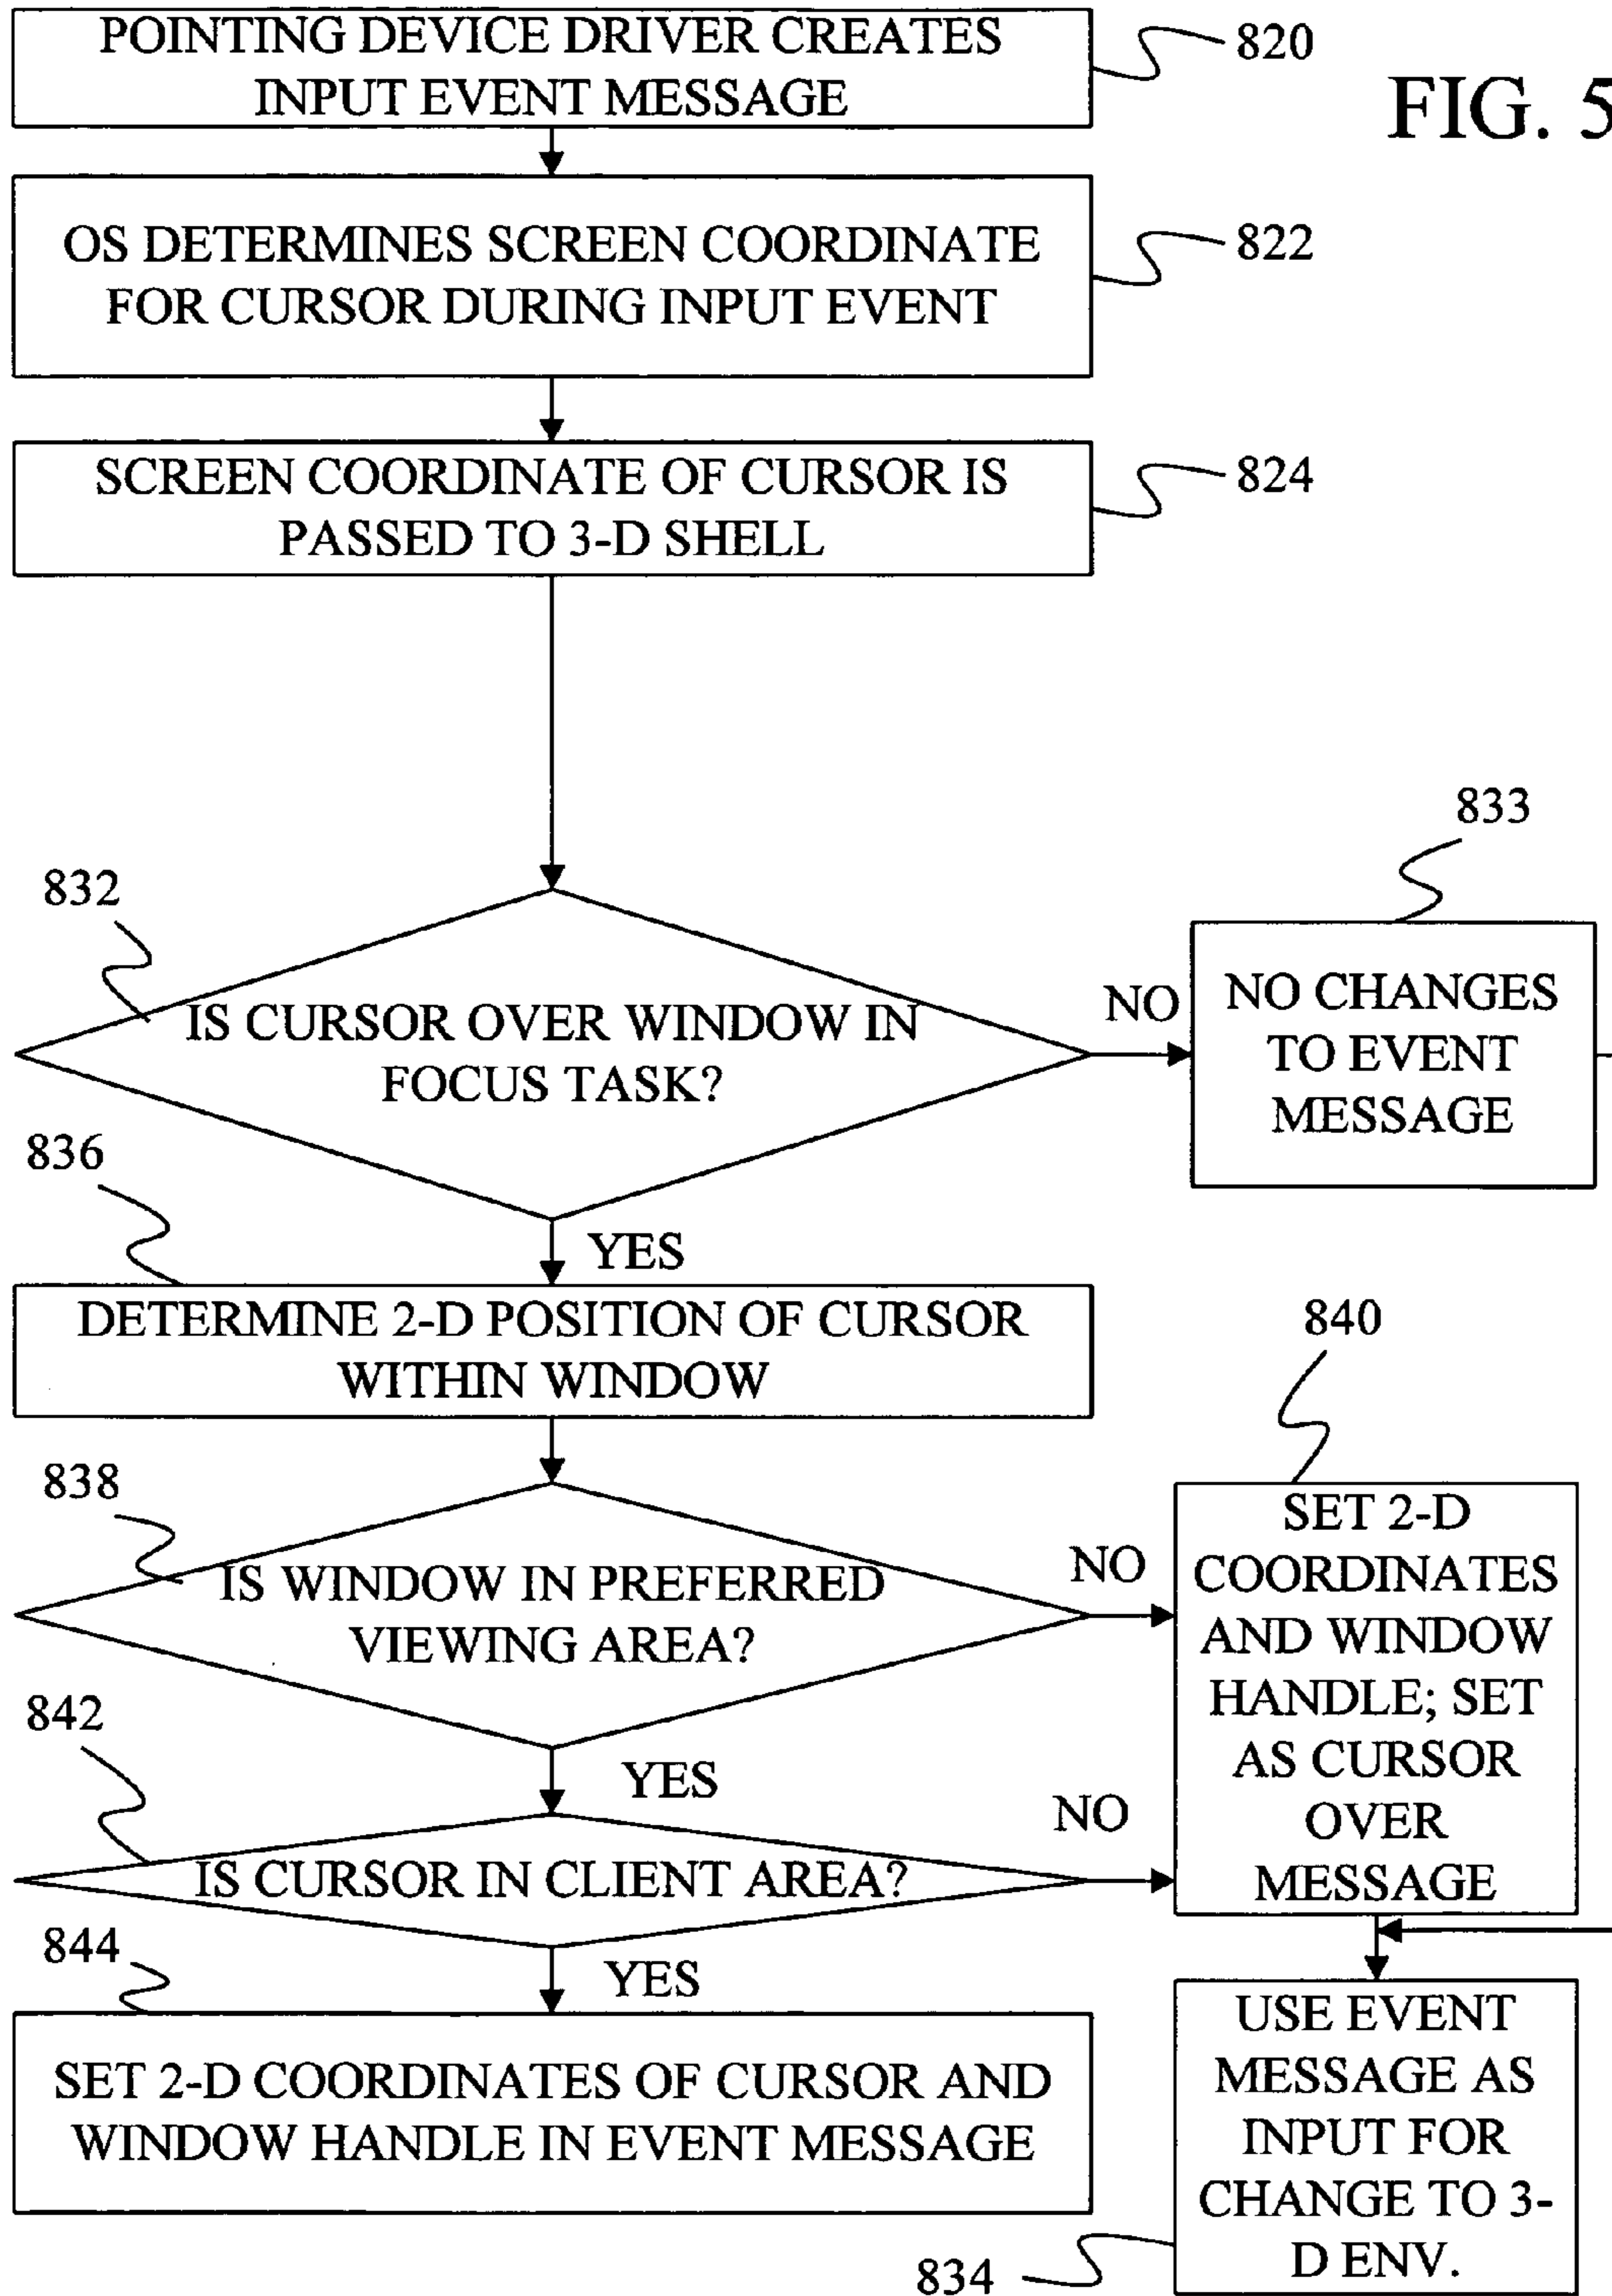 POINTING DEVICE DRIVER CREATES
INPUT EVENT MESSAGE
820
FIG. 5
OS DETERMINES SCREEN COORDINATE
FOR CURSOR DURING INPUT EVENT
822
SCREEN COORDINATE OF CURSOR IS
PASSED TO 3-D SHELL
824
832
IS CURSOR OVER WINDOW IN
FOCUS TASK?
NO
833
NO CHANGES
TO EVENT
MESSAGE
YES
836
DETERMINE 2-D POSITION OF CURSOR
WITHIN WINDOW
838
IS WINDOW IN PREFERRED
VIEWING AREA?
NO
840
SET 2-D
COORDINATES
AND WINDOW
HANDLE; SET
AS CURSOR
OVER
MESSAGE
YES
842
IS CURSOR IN CLIENT AREA?
NO
YES
844
SET 2-D COORDINATES OF CURSOR AND
WINDOW HANDLE IN EVENT MESSAGE
USE EVENT
MESSAGE AS
INPUT FOR
CHANGE TO 3-
D ENV.
834